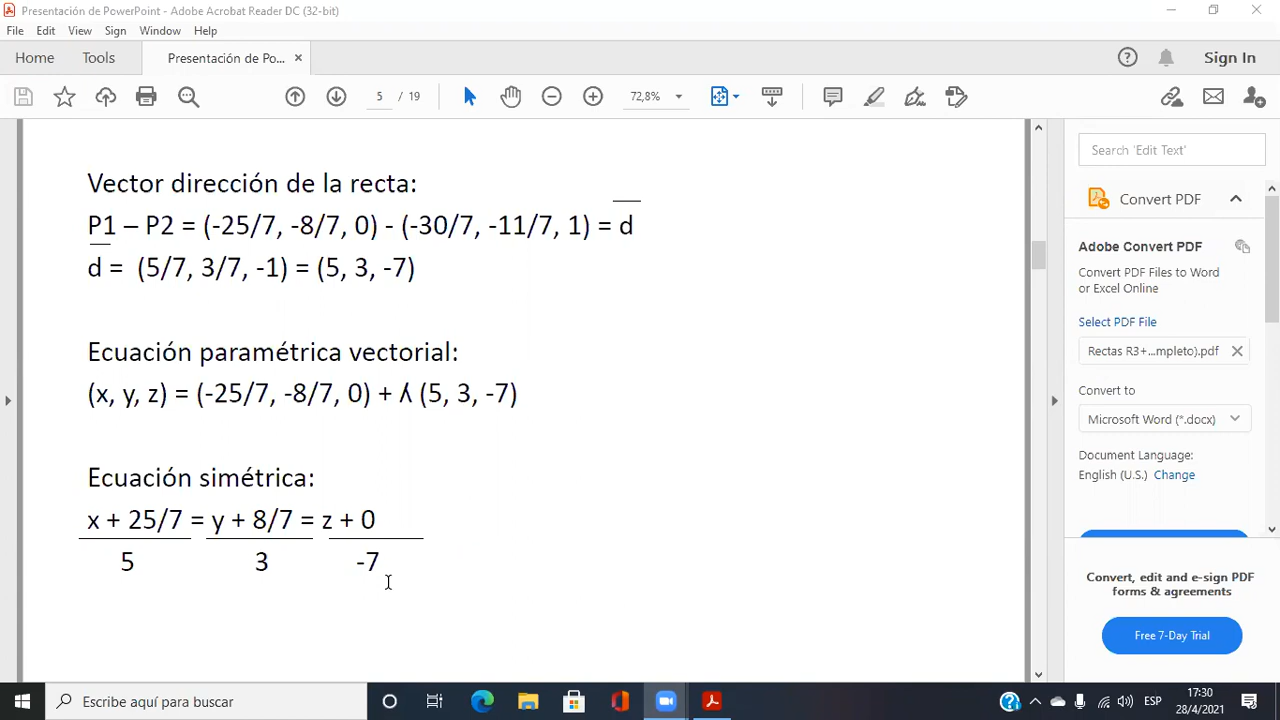 Presentación de PowerPoint - Adobe Acrobat Reader DC (32-bit)
File Edit View Sign Window Help
Home Tools Presentación de Po... × Sign In
5 / 19 72,8%
Vector dirección de la recta:
P1 – P2 = (-25/7, -8/7, 0) - (-30/7, -11/7, 1) = d
d = (5/7, 3/7, -1) = (5, 3, -7)
Ecuación paramétrica vectorial:
(x, y, z) = (-25/7, -8/7, 0) + ʎ (5, 3, -7)
Ecuación simétrica:
x + 25/7 = y + 8/7 = z + 0
5 3 -7
Search 'Edit Text'
Convert PDF
Adobe Convert PDF
Convert PDF Files to Word
or Excel Online
Select PDF File
Rectas R3+...mpleto).pdf
Convert to
Microsoft Word (*.docx)
Document Language:
English (U.S.) Change
Convert, edit and e-sign PDF
forms & agreements
Free 7-Day Trial
Escribe aquí para buscar
ESP
17:30
28/4/2021